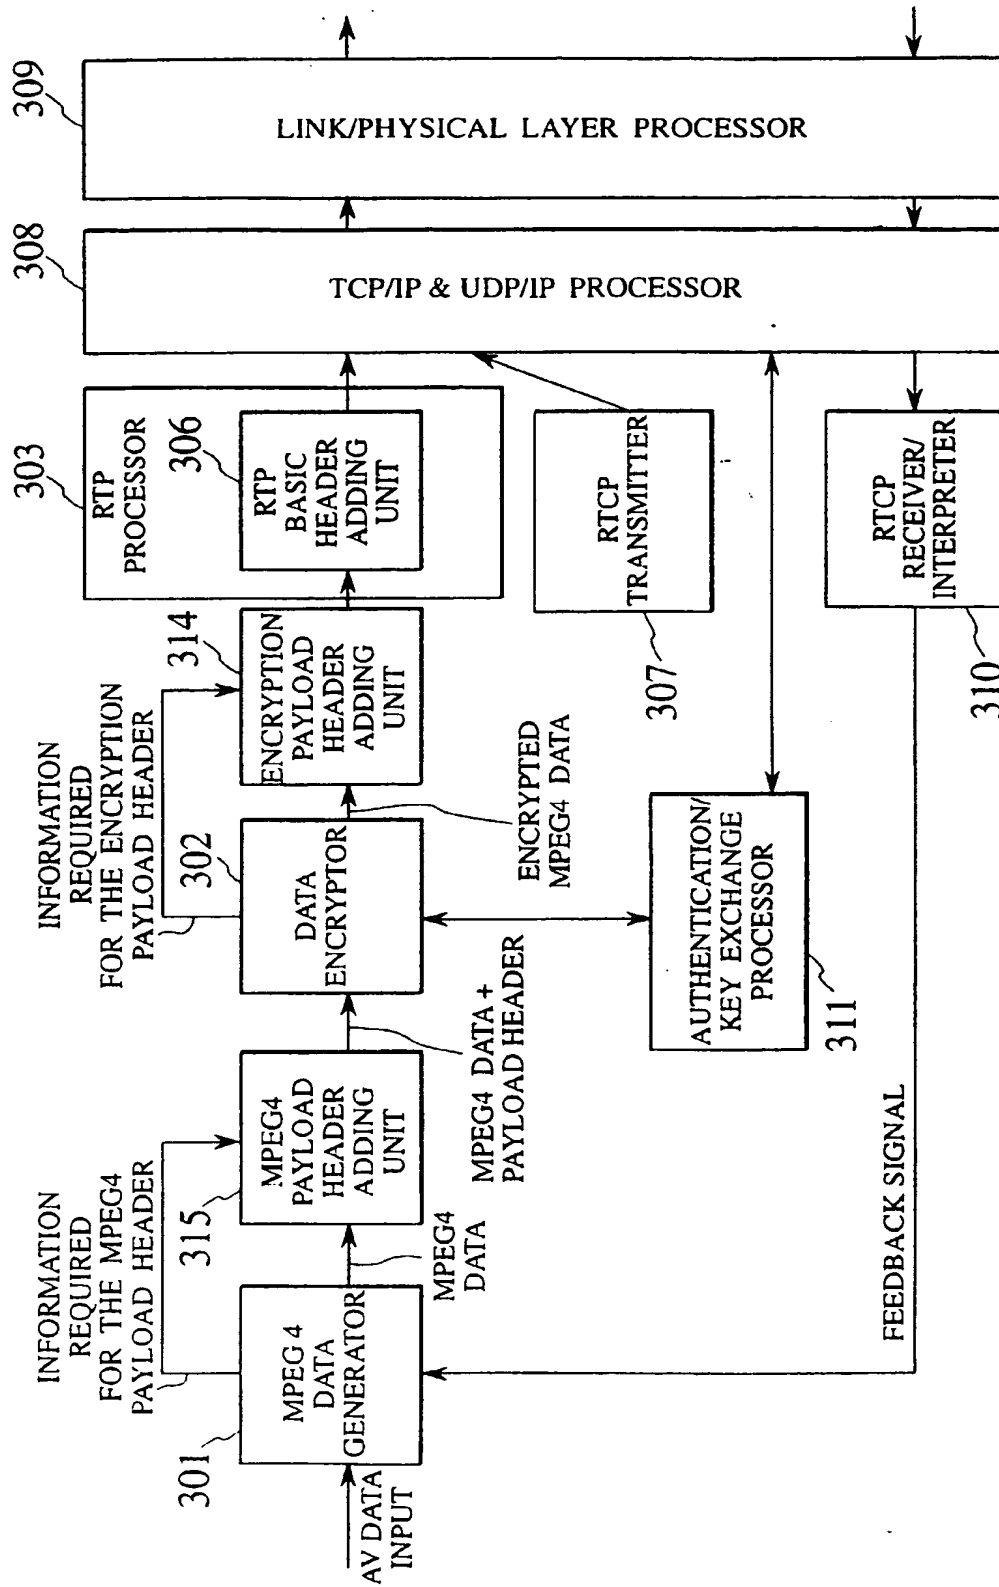 INFORMATION
REQUIRED
FOR THE MPEG4
PAYLOAD HEADER
INFORMATION
REQUIRED
FOR THE ENCRYPTION
PAYLOAD HEADER
301
315
302
314
303
308
309
AV DATA
INPUT
MPEG 4
DATA
GENERATOR
MPEG4
DATA
MPEG4
PAYLOAD
HEADER
ADDING
UNIT
MPEG4 DATA +
PAYLOAD HEADER
DATA
ENCRYPTOR
ENCRYPTED
MPEG4 DATA
ENCRYPTION
PAYLOAD
HEADER
ADDING
UNIT
RTP
PROCESSOR
306
RTP
BASIC
HEADER
ADDING
UNIT
TCP/IP & UDP/IP PROCESSOR
LINK/PHYSICAL LAYER PROCESSOR
RTCP
TRANSMITTER
307
AUTHENTICATION/
KEY EXCHANGE
PROCESSOR
311
RTCP
RECEIVER/
INTERPRETER
310
FEEDBACK SIGNAL